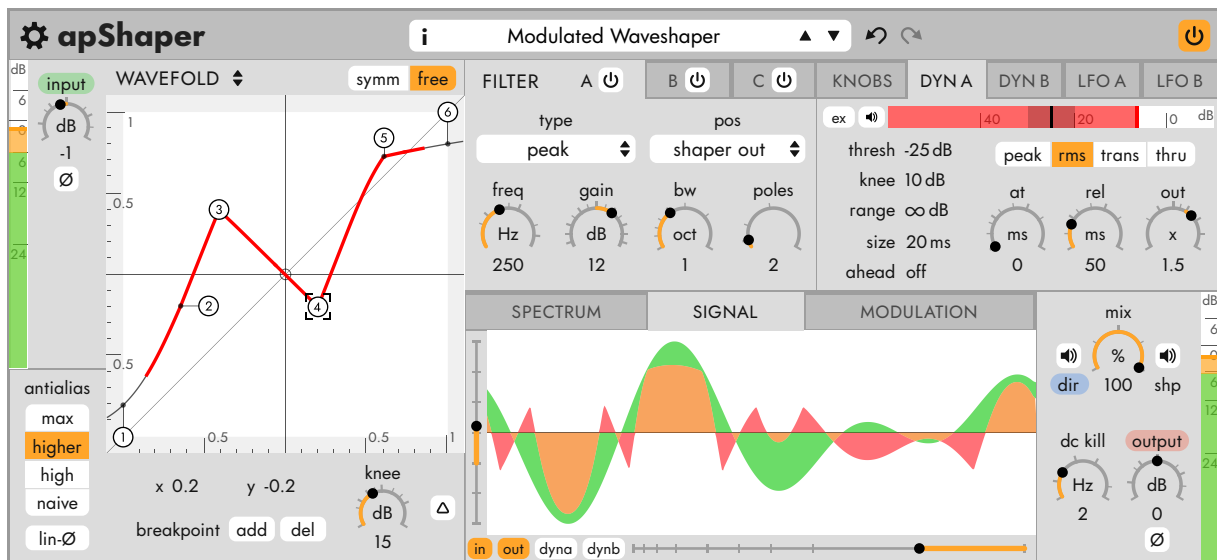 apShaper
i Modulated Waveshaper
dB
6
0
6
12
24
input
dB
-1
Ø
WAVEFOLD
symm free
1
0.5
0.5
0.5
0.5
1
1
2
3
4
5
6
antialias
max
higher
high
naive
lin-Ø
x 0.2 y -0.2
breakpoint add del
knee
dB
15
FILTER A B C
type pos
peak shaper out
freq gain bw poles
Hz dB oct
250 12 1 2
KNOBS DYN A DYN B LFO A LFO B
ex 40 20 0 dB
thresh -25 dB
knee 10 dB
range ∞ dB
size 20 ms
ahead off
peak rms trans thru
at rel out
ms ms x
0 50 1.5
SPECTRUM SIGNAL MODULATION
in out dyna dynb
mix
%
dir 100 shp
dc kill output
Hz dB
2 0
Ø
dB
6
0
6
12
24